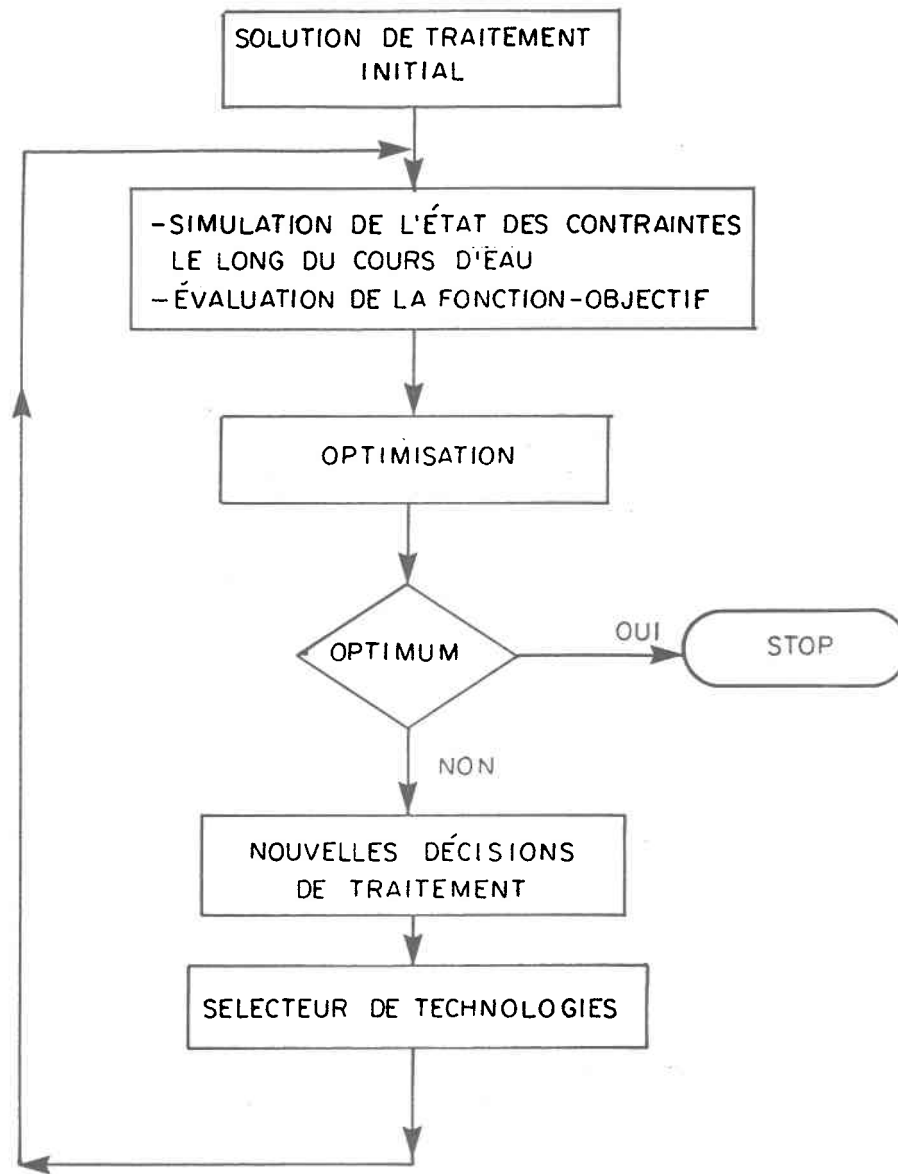 SOLUTION DE TRAITEMENT
INITIAL
-SIMULATION DE L'ÉTAT DES CONTRAINTES
LE LONG DU COURS D'EAU
-ÉVALUATION DE LA FONCTION-OBJECTIF
OPTIMISATION
OPTIMUM
OUI
STOP
NON
NOUVELLES DÉCISIONS
DE TRAITEMENT
SELECTEUR DE TECHNOLOGIES